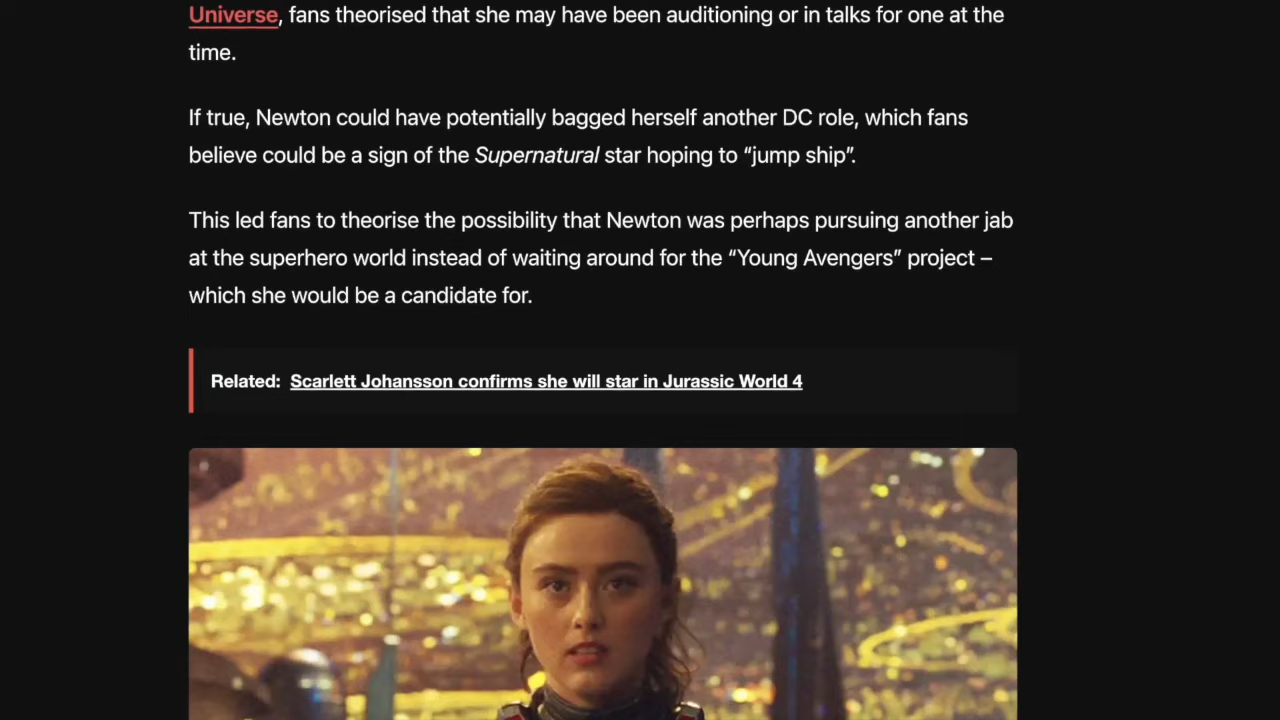 Universe, fans theorised that she may have been auditioning or in talks for one at the
time.
If true, Newton could have potentially bagged herself another DC role, which fans
believe could be a sign of the Supernatural star hoping to “jump ship”.
This led fans to theorise the possibility that Newton was perhaps pursuing another jab
at the superhero world instead of waiting around for the “Young Avengers” project –
which she would be a candidate for.
Related: Scarlett Johansson confirms she will star in Jurassic World 4